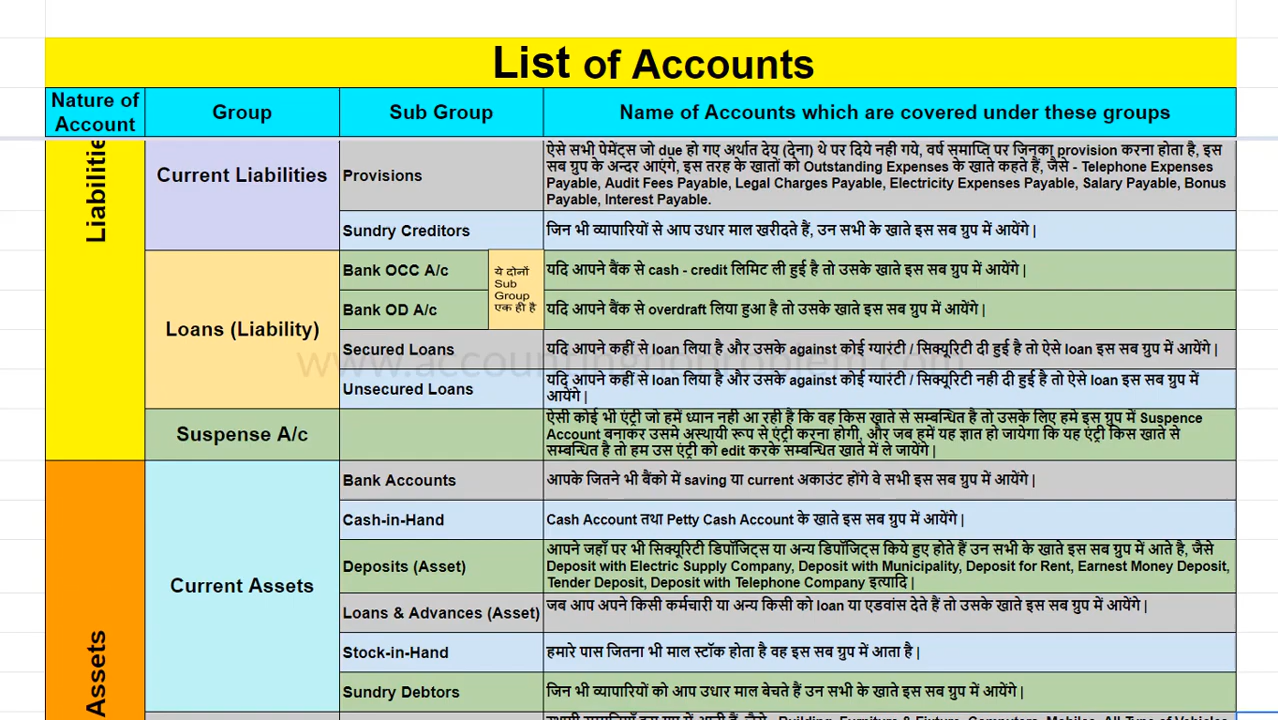 List of Accounts
Nature of Account
Group
Sub Group
Name of Accounts which are covered under these groups
Liabilitie
Current Liabilities
Provisions
ऐसे सभी पेमेंट्स जो due हो गए अर्थात देय (देना) थे पर दिये नही गये, वर्ष समाप्ति पर जिनका provision करना होता है, इस
सब ग्रुप के अन्दर आएंगे, इस तरह के खातों को Outstanding Expenses के खाते कहते हैं, जैसे - Telephone Expenses
Payable, Audit Fees Payable, Legal Charges Payable, Electricity Expenses Payable, Salary Payable, Bonus
Payable, Interest Payable.
Sundry Creditors
जिन भी व्यापारियों से आप उधार माल खरीदते हैं, उन सभी के खाते इस सब ग्रुप में आयेंगे |
Loans (Liability)
Bank OCC A/c
ये दोनों
Sub
Group
एक ही है
यदि आपने बैंक से cash - credit लिमिट ली हुई है तो उसके खाते इस सब ग्रुप में आयेंगे |
Bank OD A/c
यदि आपने बैंक से overdraft लिया हुआ है तो उसके खाते इस सब ग्रुप में आयेंगे |
Secured Loans
यदि आपने कहीं से loan लिया है और उसके against कोई ग्यारंटी / सिक्यूरिटी दी हुई है तो ऐसे loan इस सब ग्रुप में आयेंगे |
www.accountingnoproblem.com
Unsecured Loans
यदि आपने कहीं से loan लिया है और उसके against कोई ग्यारंटी / सिक्यूरिटी नही दी हुई है तो ऐसे loan इस सब ग्रुप में
आयेंगे |
Suspense A/c
ऐसी कोई भी एंट्री जो हमें ध्यान नही आ रही है कि वह किस खाते से सम्बन्धित है तो उसके लिए हमे इस ग्रुप में Suspence
Account बनाकर उसमे अस्थायी रूप से एंट्री करना होगी, और जब हमें यह ज्ञात हो जायेगा कि यह एंट्री किस खाते से
सम्बन्धित है तो हम उस एंट्री को edit करके सम्बन्धित खाते में ले जायेंगे |
Assets
Current Assets
Bank Accounts
आपके जितने भी बैंको में saving या current अकाउंट होंगे वे सभी इस सब ग्रुप में आयेंगे |
Cash-in-Hand
Cash Account तथा Petty Cash Account के खाते इस सब ग्रुप में आयेंगे |
Deposits (Asset)
आपने जहाँ पर भी सिक्यूरिटी डिपॉजिट्स या अन्य डिपॉजिट्स किये हुए होते हैं उन सभी के खाते इस सब ग्रुप में आते है, जैसे
Deposit with Electric Supply Company, Deposit with Municipality, Deposit for Rent, Earnest Money Deposit,
Tender Deposit, Deposit with Telephone Company इत्यादि |
Loans & Advances (Asset)
जब आप अपने किसी कर्मचारी या अन्य किसी को loan या एडवांस देते हैं तो उसके खाते इस सब ग्रुप में आयेंगे |
Stock-in-Hand
हमारे पास जितना भी माल स्टॉक होता है वह इस सब ग्रुप में आता है |
Sundry Debtors
जिन भी व्यापारियों को आप उधार माल बेचते हैं उन सभी के खाते इस सब ग्रुप में आयेंगे |